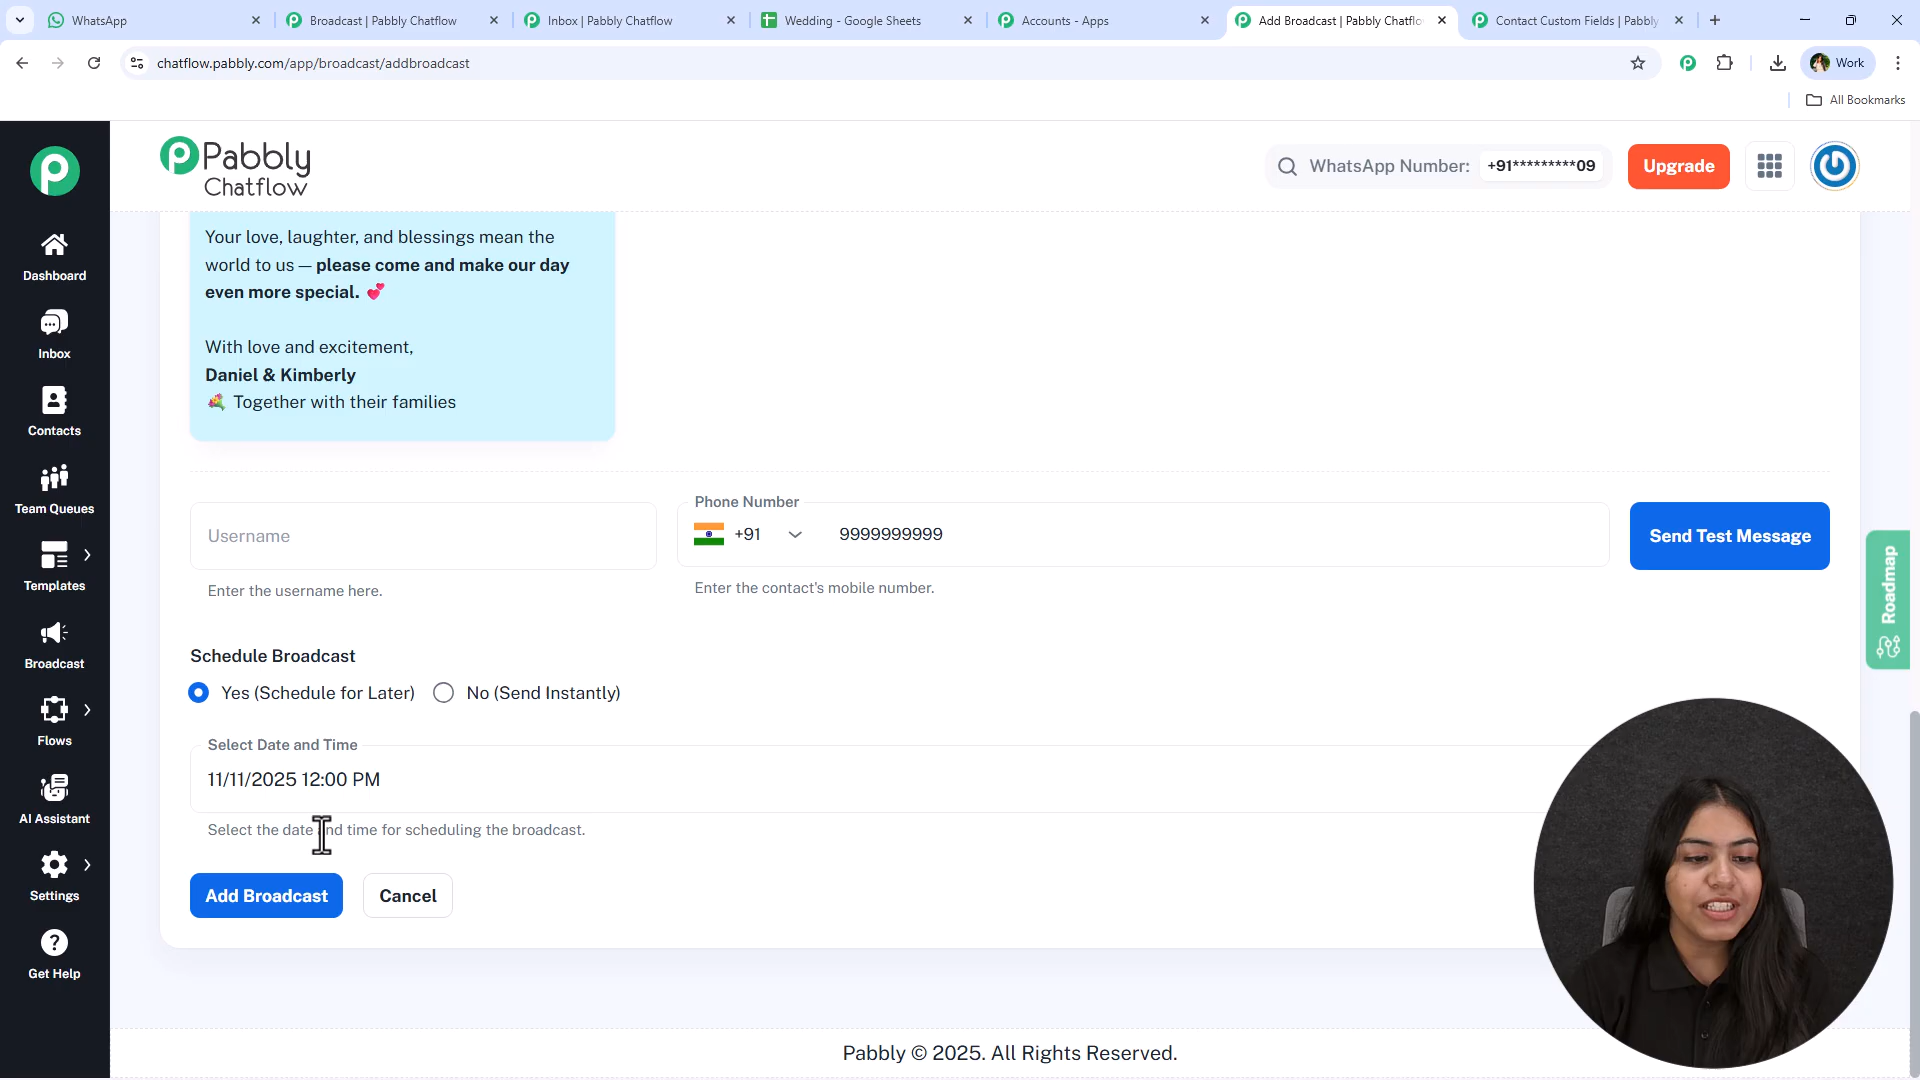 WhatsApp
Broadcast | Pabbly Chatflow
Inbox | Pabbly Chatflow
Wedding - Google Sheets
Accounts - Apps
Add Broadcast | Pabbly Chatflo
Contact Custom Fields | Pabbly
chatflow.pabbly.com/app/broadcast/addbroadcast
Work
All Bookmarks
Pabbly
Chatflow
WhatsApp Number: +91*********09
Upgrade
Dashboard
Inbox
Contacts
Team Queues
Templates
Broadcast
Flows
AI Assistant
Settings
Get Help
Your love, laughter, and blessings mean the
world to us — please come and make our day
even more special. 💕
With love and excitement,
Daniel & Kimberly
💐 Together with their families
Username
Enter the username here.
Phone Number
+91 9999999999
Enter the contact's mobile number.
Send Test Message
Roadmap
Schedule Broadcast
Yes (Schedule for Later) No (Send Instantly)
Select Date and Time
11/11/2025 12:00 PM
Select the date and time for scheduling the broadcast.
Add Broadcast Cancel
Pabbly © 2025. All Rights Reserved.